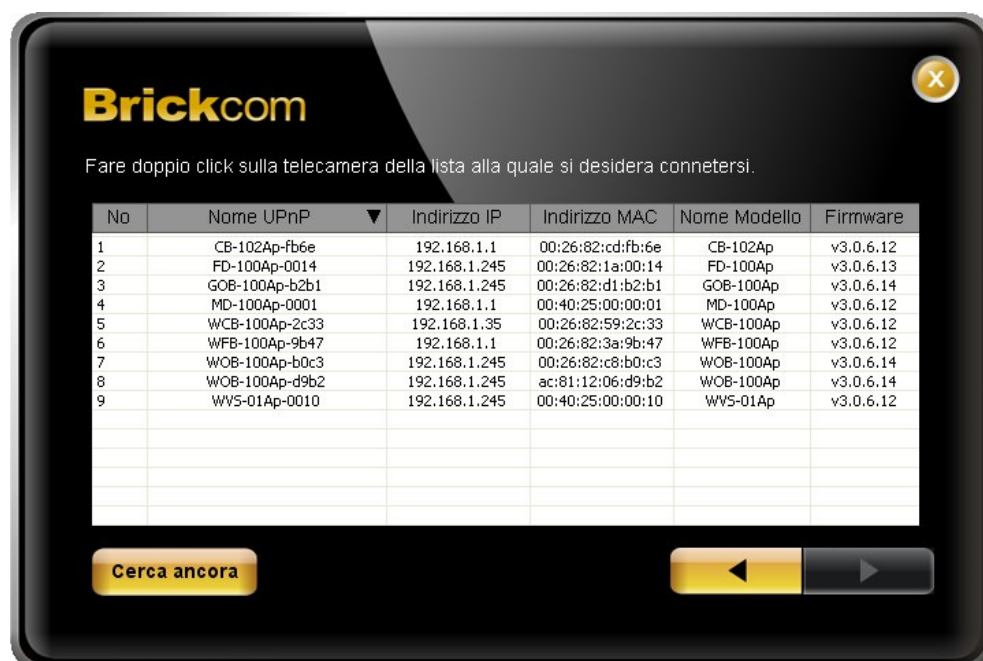 Brickcom
Fare doppio click sulla telecamera della lista alla quale si desidera connetersi.
No Nome UPnP ▼ Indirizzo IP Indirizzo MAC Nome Modello Firmware
1 CB-102Ap-fb6e 192.168.1.1 00:26:82:cd:fb:6e CB-102Ap v3.0.6.12
2 FD-100Ap-0014 192.168.1.245 00:26:82:1a:00:14 FD-100Ap v3.0.6.13
3 GOB-100Ap-b2b1 192.168.1.245 00:26:82:d1:b2:b1 GOB-100Ap v3.0.6.14
4 MD-100Ap-0001 192.168.1.1 00:40:25:00:00:01 MD-100Ap v3.0.6.12
5 WCB-100Ap-2c33 192.168.1.35 00:26:82:59:2c:33 WCB-100Ap v3.0.6.12
6 WFB-100Ap-9b47 192.168.1.1 00:26:82:3a:9b:47 WFB-100Ap v3.0.6.12
7 WOB-100Ap-b0c3 192.168.1.245 00:26:82:c8:b0:c3 WOB-100Ap v3.0.6.14
8 WOB-100Ap-d9b2 192.168.1.245 ac:81:12:06:d9:b2 WOB-100Ap v3.0.6.14
9 WVS-01Ap-0010 192.168.1.245 00:40:25:00:00:10 WVS-01Ap v3.0.6.12
Cerca ancora